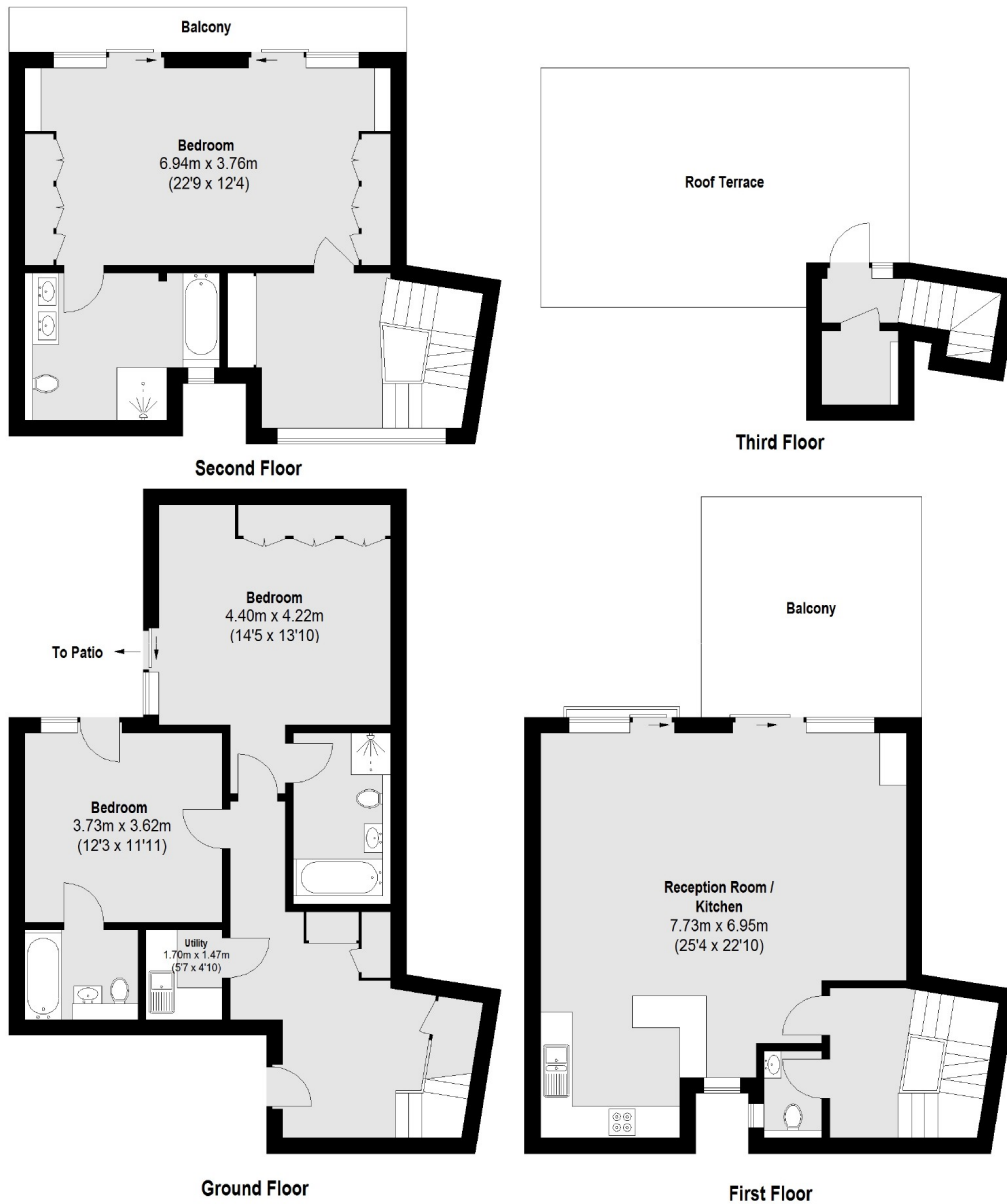 Balcony
Bedroom
6.94m x 3.76m
(22'9 x 12'4)
Second Floor
Roof Terrace
Third Floor
Bedroom
4.40m x 4.22m
(14'5 x 13'10)
To Patio
Bedroom
3.73m x 3.62m
(12'3 x 11'11)
Utility
1.70m x 1.47m
(5'7 x 4'10)
Ground Floor
Balcony
Reception Room /
Kitchen
7.73m x 6.95m
(25'4 x 22'10)
First Floor